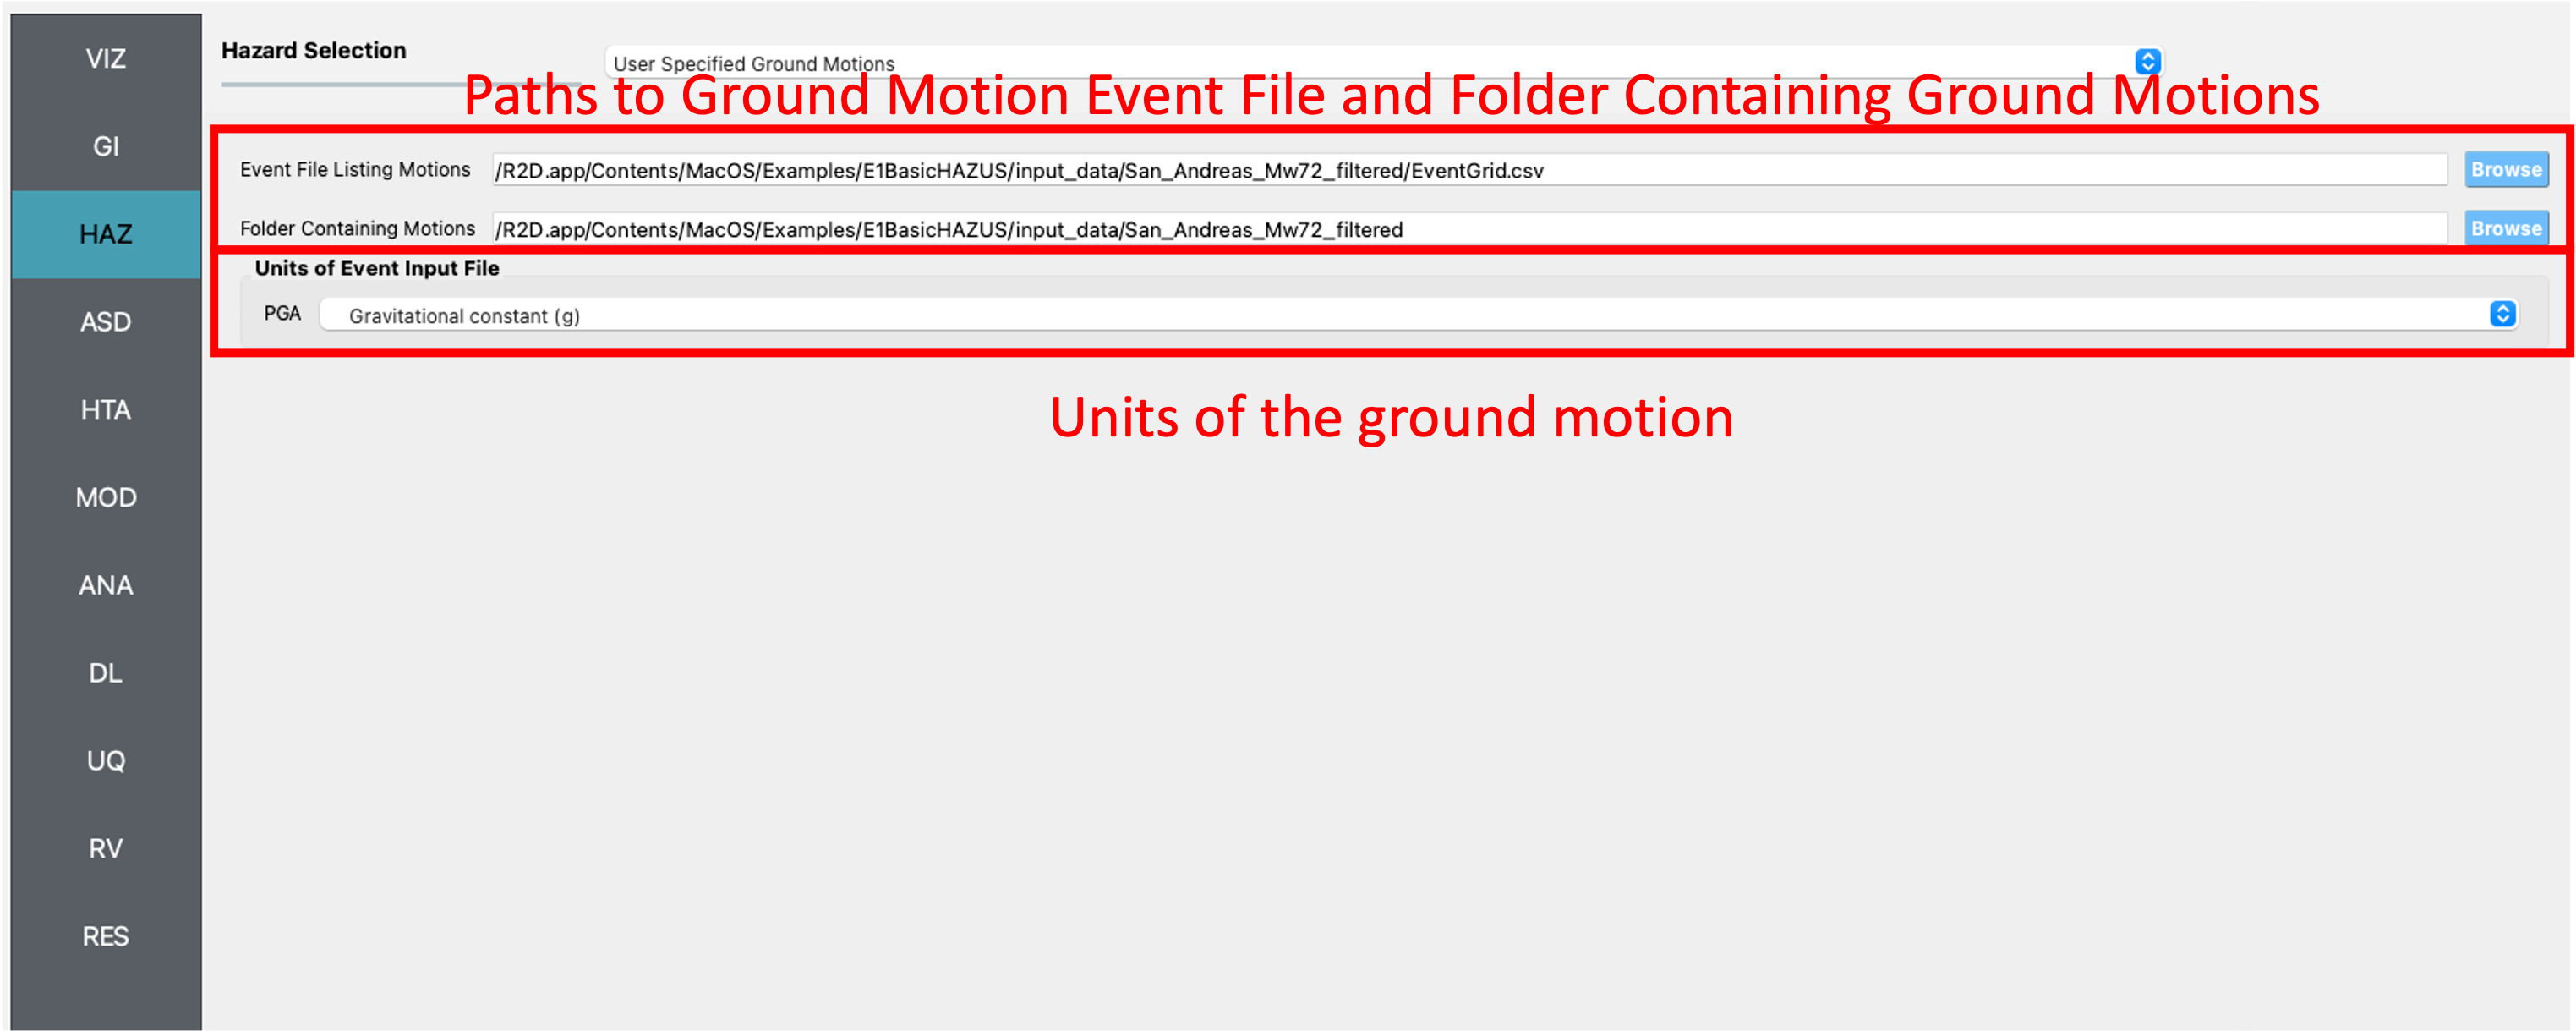 VIZ
GI
HAZ
ASD
HTA
MOD
ANA
DL
UQ
RV
RES
Hazard Selection
User Specified Ground Motions
Paths to Ground Motion Event File and Folder Containing Ground Motions
Event File Listing Motions /R2D.app/Contents/MacOS/Examples/E1BasicHAZUS/input_data/San_Andreas_Mw72_filtered/EventGrid.csv Browse
Folder Containing Motions /R2D.app/Contents/MacOS/Examples/E1BasicHAZUS/input_data/San_Andreas_Mw72_filtered Browse
Units of Event Input File
PGA Gravitational constant (g)
Units of the ground motion